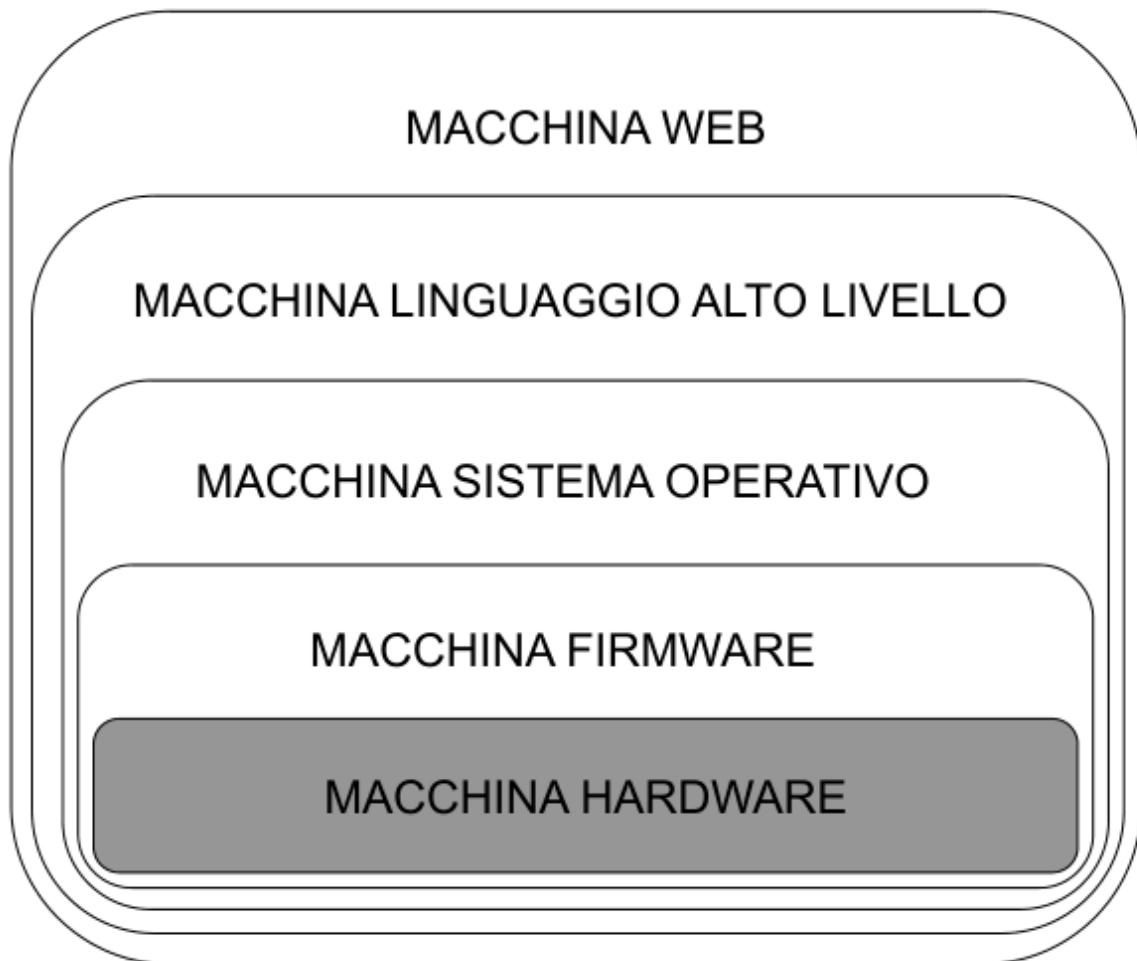 MACCHINA WEB
MACCHINA LINGUAGGIO ALTO LIVELLO
MACCHINA SISTEMA OPERATIVO
MACCHINA FIRMWARE
MACCHINA HARDWARE